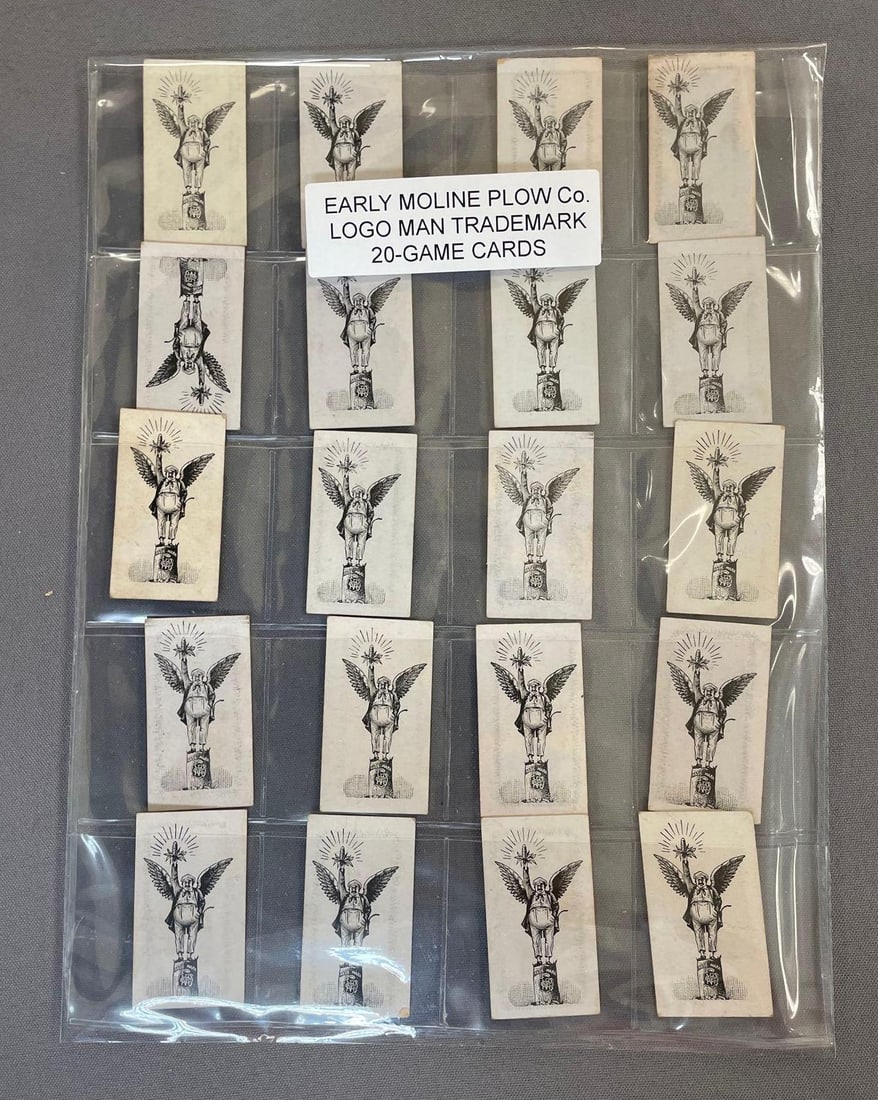 EARLY MOLINE PLOW Co.
LOGO MAN TRADEMARK
20-GAME CARDS